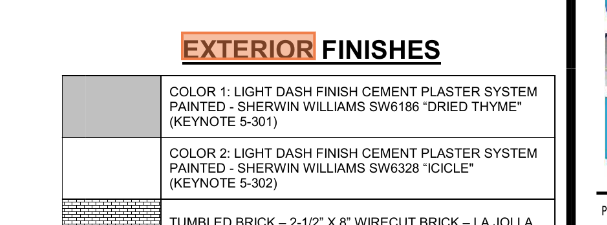 EXTERIOR FINISHES
COLOR 1: LIGHT DASH FINISH CEMENT PLASTER SYSTEM
PAINTED - SHERWIN WILLIAMS SW6186 “DRIED THYME"
(KEYNOTE 5-301)
COLOR 2: LIGHT DASH FINISH CEMENT PLASTER SYSTEM
PAINTED - SHERWIN WILLIAMS SW6328 “ICICLE"
(KEYNOTE 5-302)
TUMBLED BRICK – 2-1/2” X 8” WIRECUT BRICK – LA JOLLA
P